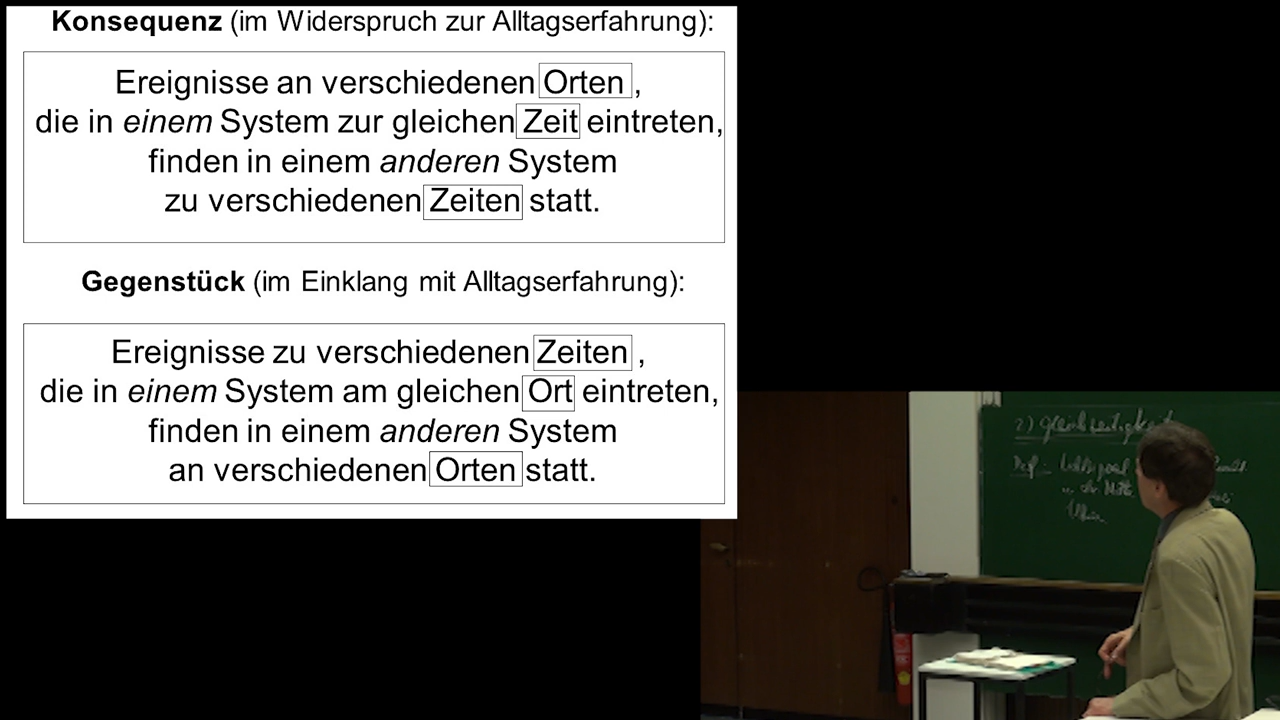 Konsequenz (im Widerspruch zur Alltagserfahrung):
Ereignisse an verschiedenen Orten ,
die in einem System zur gleichen Zeit eintreten,
finden in einem anderen System
zu verschiedenen Zeiten statt.
Gegenstück (im Einklang mit Alltagserfahrung):
Ereignisse zu verschiedenen Zeiten ,
die in einem System am gleichen Ort eintreten,
finden in einem anderen System
an verschiedenen Orten statt.
2) Gleichzeitigkeit